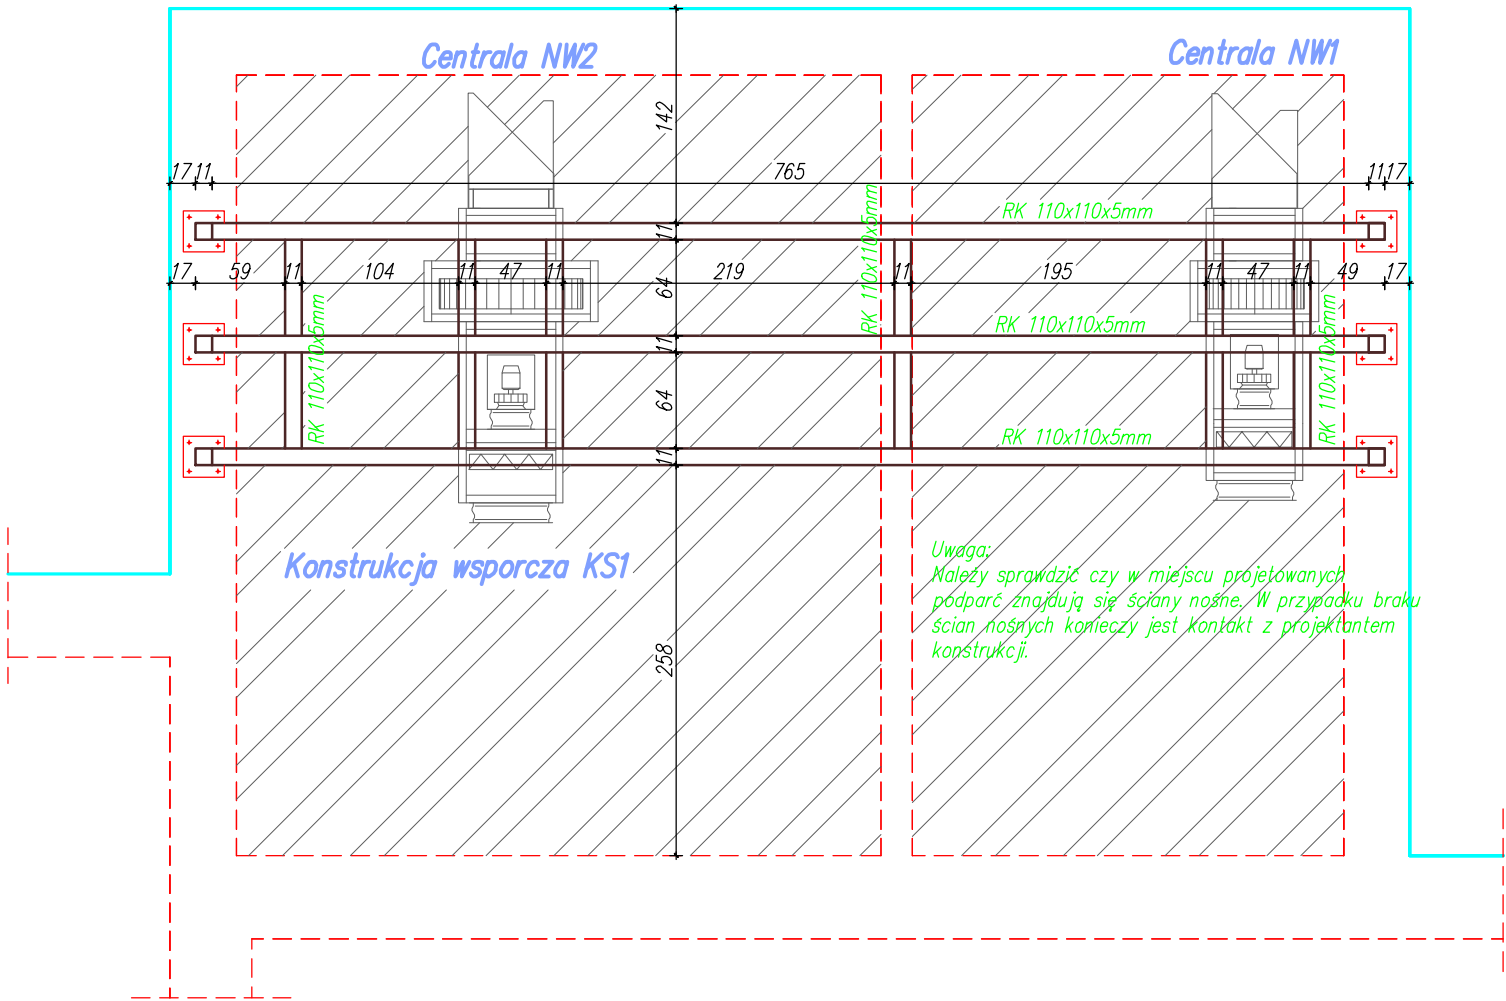 Centrala NW2
Centrala NW1
142
17
11
765
11
17
RK 110x110x5mm
11
17
59
11
104
11
47
11
64
219
RK 110x110x5mm
11
195
11
47
11
49
17
RK 110x110x5mm
11
RK 110x110x5mm
RK 110x110x5mm
64
RK 110x110x5mm
11
Konstrukcja wsporcza KS1
258
Uwaga:
Należy sprawdzić czy w miejscu projetowanych
podparć znajdują się ściany nośne. W przypadku braku
ścian nośnych konieczy jest kontakt z projektantem
konstrukcji.